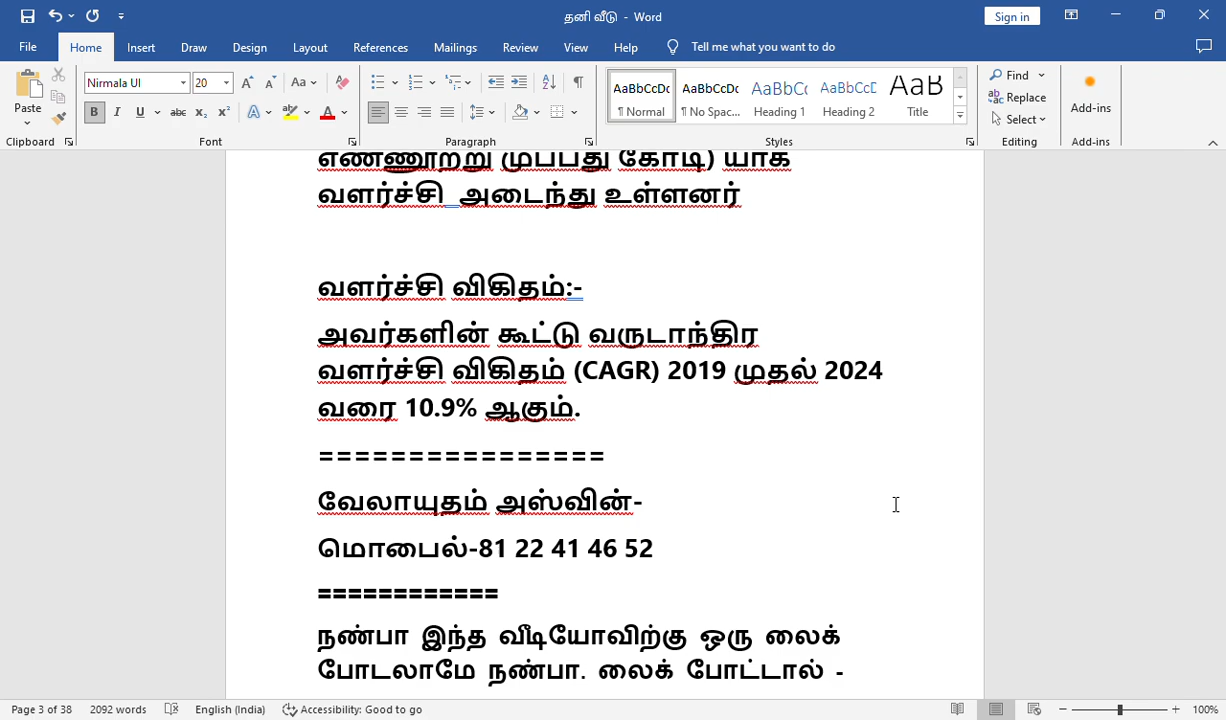 தனி வீடு - Word
Sign in
File Home Insert Draw Design Layout References Mailings Review View Help Tell me what you want to do
Paste
Nirmala UI 20
Clipboard Font Paragraph Styles Editing Add-ins
AaBbCcDc AaBbCcDc AaBbCc AaBbCcD AaB
¶ Normal ¶ No Spac... Heading 1 Heading 2 Title
Find
Replace
Select
Add-ins
எண்ணூற்று முப்பது கோடி) யாக
வளர்ச்சி அடைந்து உள்ளனர்
வளர்ச்சி விகிதம்:-
அவர்களின் கூட்டு வருடாந்திர
வளர்ச்சி விகிதம் (CAGR) 2019 முதல் 2024
வரை 10.9% ஆகும்.
================
வேலாயுதம் அஸ்வின்-
மொபைல்-81 22 41 46 52
============
நண்பா இந்த வீடியோவிற்கு ஒரு லைக்
போடலாமே நண்பா. லைக் போட்டால் -
Page 3 of 38 2092 words English (India) Accessibility: Good to go 100%